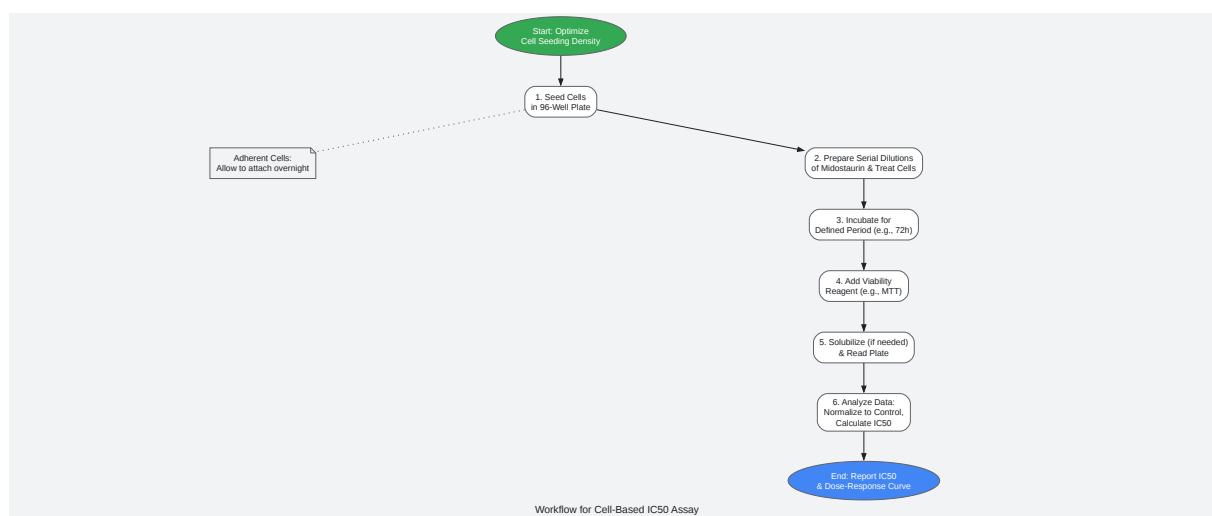 Start: Optimize
Cell Seeding Density
1. Seed Cells
in 96-Well Plate
Adherent Cells:
Allow to attach overnight
2. Prepare Serial Dilutions
of Midostaurin & Treat Cells
3. Incubate for
Defined Period (e.g., 72h)
4. Add Viability
Reagent (e.g., MTT)
5. Solubilize (if needed)
& Read Plate
6. Analyze Data:
Normalize to Control,
Calculate IC50
End: Report IC50
& Dose-Response Curve
Workflow for Cell-Based IC50 Assay